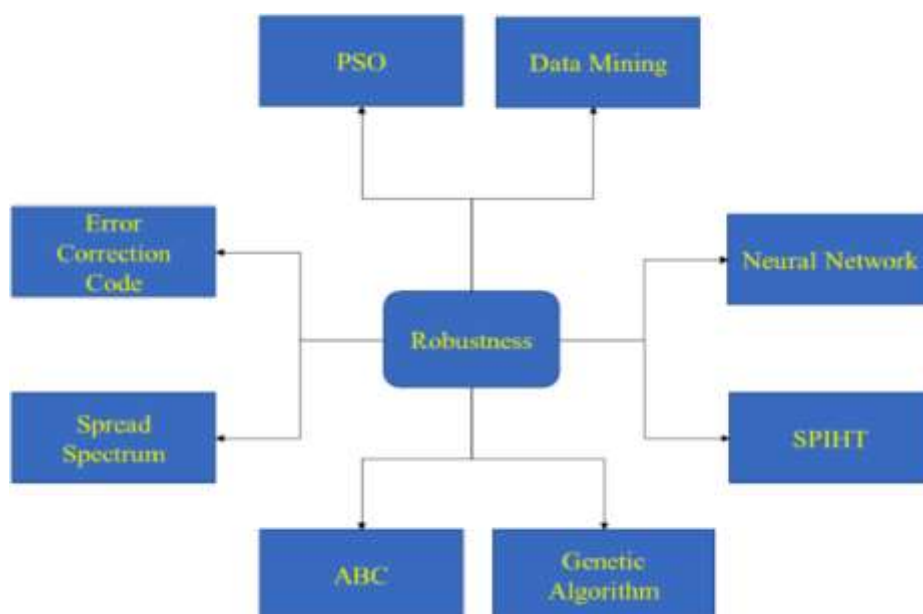 PSO
Data Mining
Error
Correction
Code
Neural Network
Robustness
Spread
Spectrum
SPIHT
ABC
Genetic
Algorithm